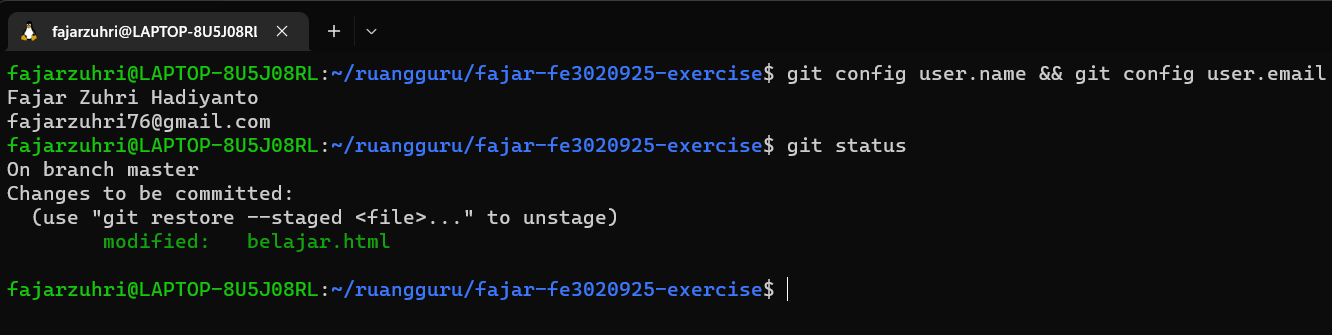 fajarzuhri@LAPTOP-8U5J08RL
fajarzuhri@LAPTOP-8U5J08RL:~/ruangguru/fajar-fe3020925-exercise$ git config user.name && git config user.email
Fajar Zuhri Hadiyanto
fajarzuhri76@gmail.com
fajarzuhri@LAPTOP-8U5J08RL:~/ruangguru/fajar-fe3020925-exercise$ git status
On branch master
Changes to be committed:
  (use "git restore --staged <file>..." to unstage)
        modified:   belajar.html
fajarzuhri@LAPTOP-8U5J08RL:~/ruangguru/fajar-fe3020925-exercise$